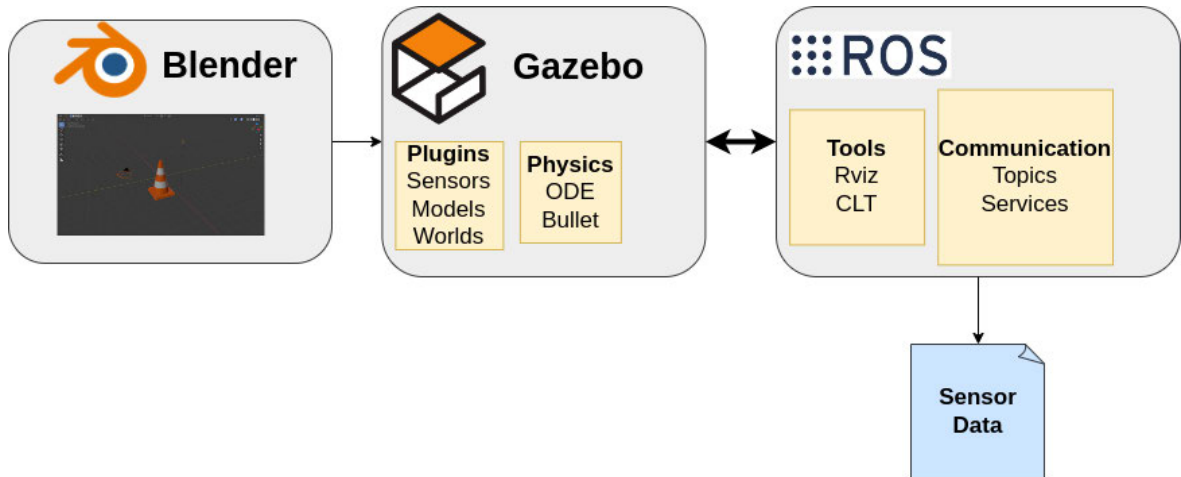 Blender
Gazebo
Plugins
Sensors
Models
Worlds
Physics
ODE
Bullet
ROS
Tools
Rviz
CLT
Communication
Topics
Services
Sensor
Data